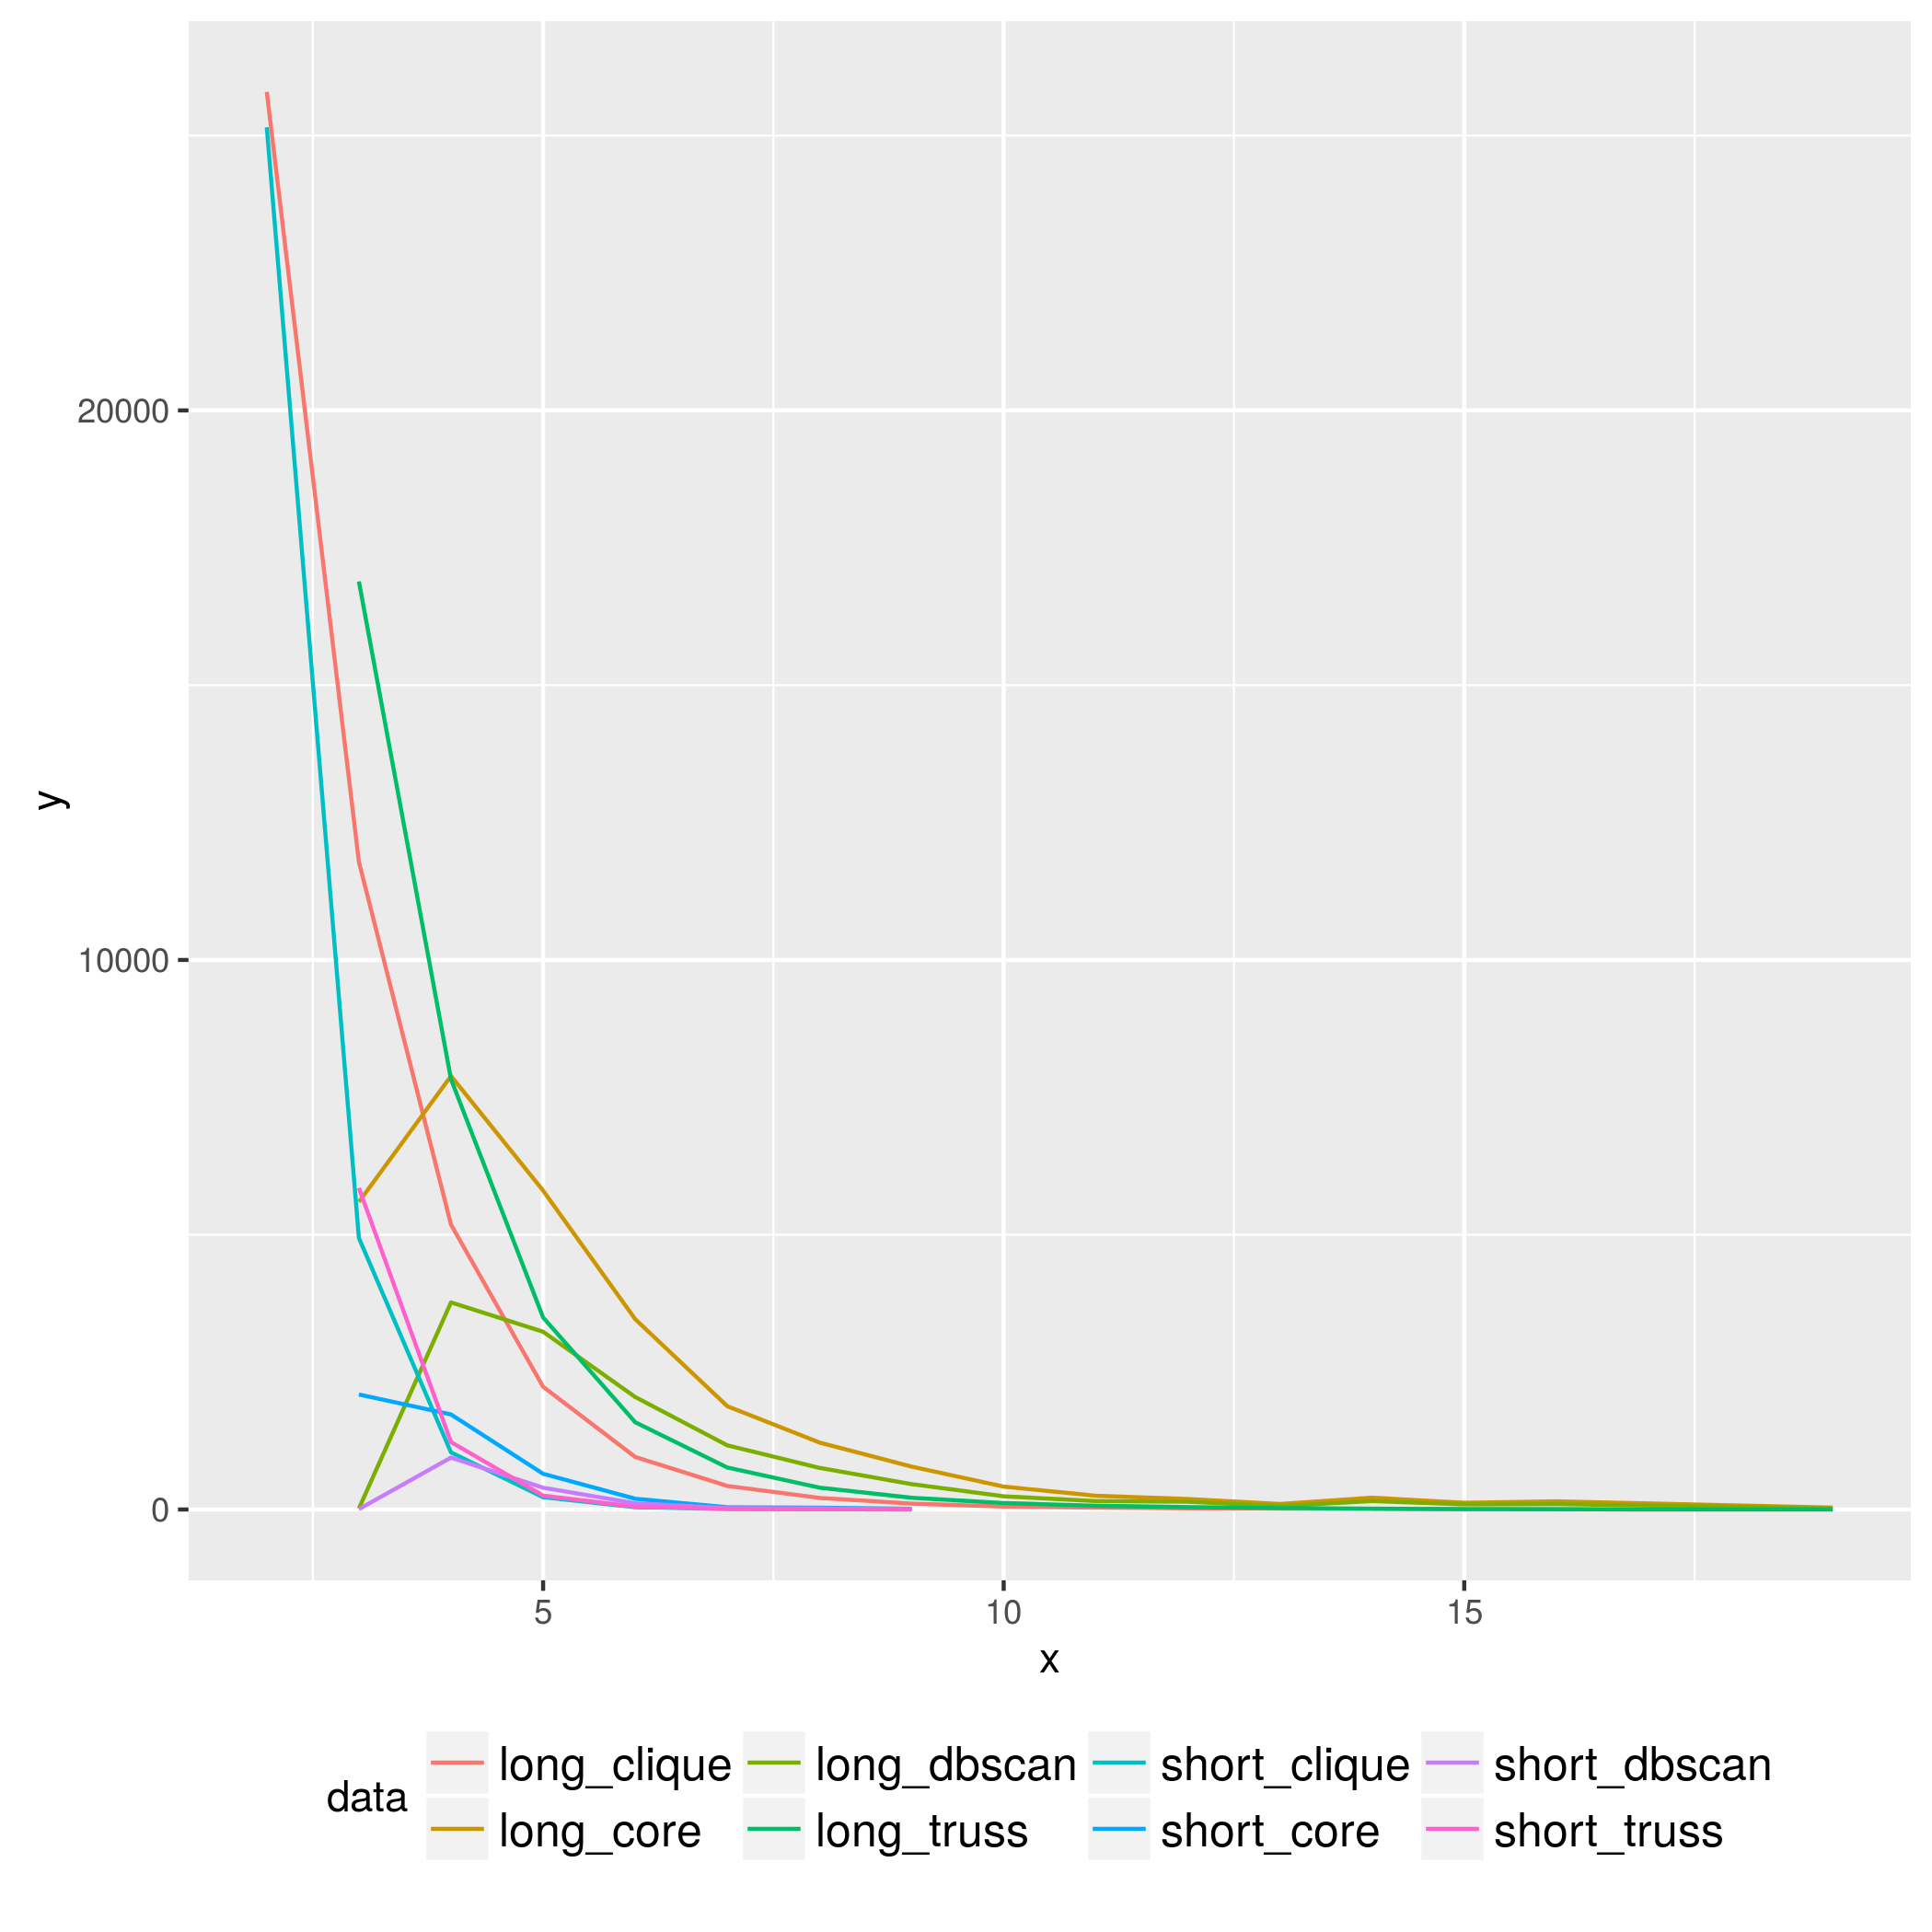 20000
y
10000
0
5 10 15
x
data
long_clique long_dbscan short_clique short_dbscan
long_core long_truss short_core short_truss